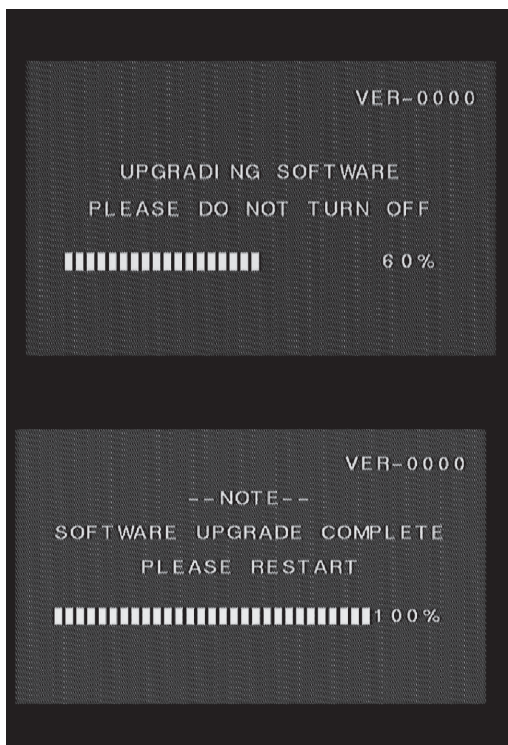 VER-0000
UPGRADING SOFTWARE
PLEASE DO NOT TURN OFF
60%
VER-0000
--NOTE--
SOFTWARE UPGRADE COMPLETE
PLEASE RESTART
100%